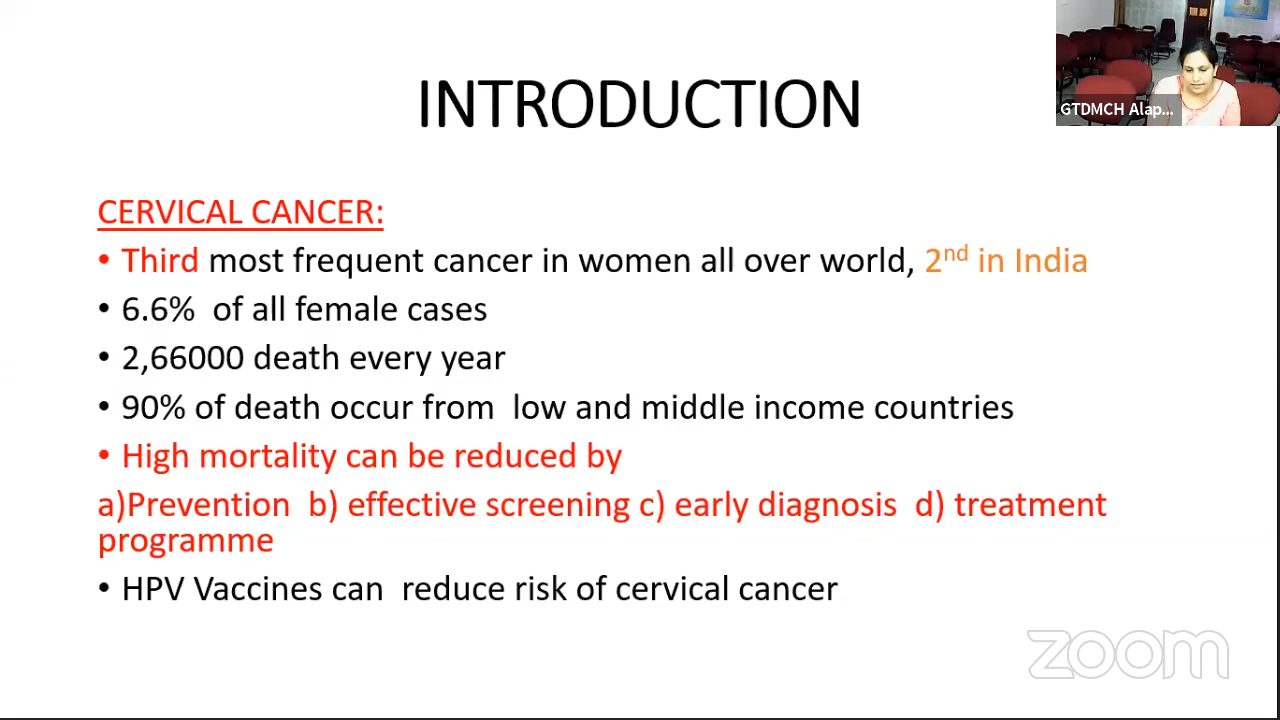 INTRODUCTION
GTDMCH Alap...
CERVICAL CANCER:
• Third most frequent cancer in women all over world, 2nd in India
• 6.6% of all female cases
• 2,66000 death every year
• 90% of death occur from low and middle income countries
• High mortality can be reduced by
a)Prevention b) effective screening c) early diagnosis d) treatment
programme
• HPV Vaccines can reduce risk of cervical cancer
zoom